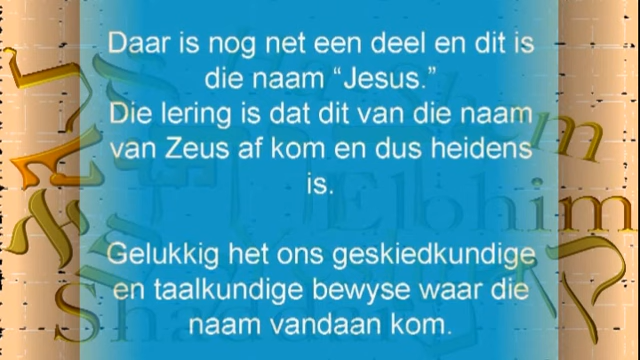 Daar is nog net een deel en dit is
die naam “Jesus.”
Die lering is dat dit van die naam
van Zeus af kom en dus heidens
is.
Gelukkig het ons geskiedkundige
en taalkundige bewyse waar die
naam vandaan kom.
Elohim
Shaddai